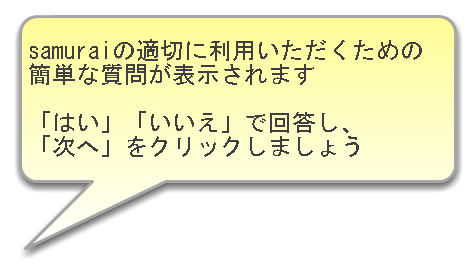 samuraiの適切に利用いただくための
簡単な質問が表示されます
「はい」「いいえ」で回答し、
「次へ」をクリックしましょう